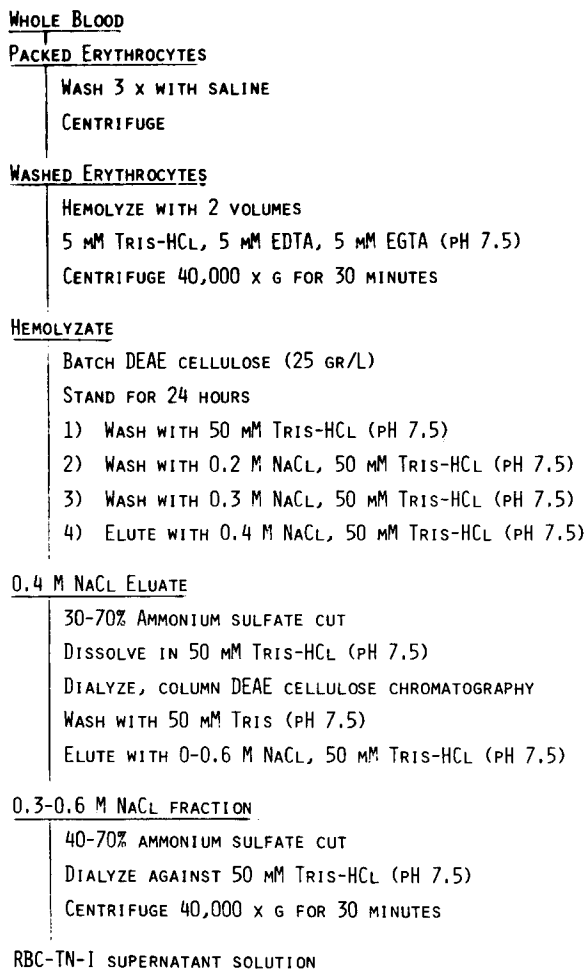 WHOLE BLOOD
PACKED ERYTHROCYTES
WASH 3 X WITH SALINE
CENTRIFUGE
WASHED ERYTHROCYTES
HEMOLYZE WITH 2 VOLUMES
5 MM TRIS-HCL, 5 MM EDTA, 5 MM EGTA (PH 7.5)
CENTRIFUGE 40,000 X G FOR 30 MINUTES
HEMOLYZATE
BATCH DEAE CELLULOSE (25 GR/L)
STAND FOR 24 HOURS
1) WASH WITH 50 MM TRIS-HCL (PH 7.5)
2) WASH WITH 0.2 M NACL, 50 MM TRIS-HCL (PH 7.5)
3) WASH WITH 0.3 M NACL, 50 MM TRIS-HCL (PH 7.5)
4) ELUTE WITH 0.4 M NACL, 50 MM TRIS-HCL (PH 7.5)
0.4 M NACL ELUATE
30-70% AMMONIUM SULFATE CUT
DISSOLVE IN 50 MM TRIS-HCL (PH 7.5)
DIALYZE, COLUMN DEAE CELLULOSE CHROMATOGRAPHY
WASH WITH 50 MM TRIS (PH 7.5)
ELUTE WITH 0-0.6 M NACL, 50 MM TRIS-HCL (PH 7.5)
0.3-0.6 M NACL FRACTION
40-70% AMMONIUM SULFATE CUT
DIALYZE AGAINST 50 MM TRIS-HCL (PH 7.5)
CENTRIFUGE 40,000 X G FOR 30 MINUTES
RBC-TN-I SUPERNATANT SOLUTION